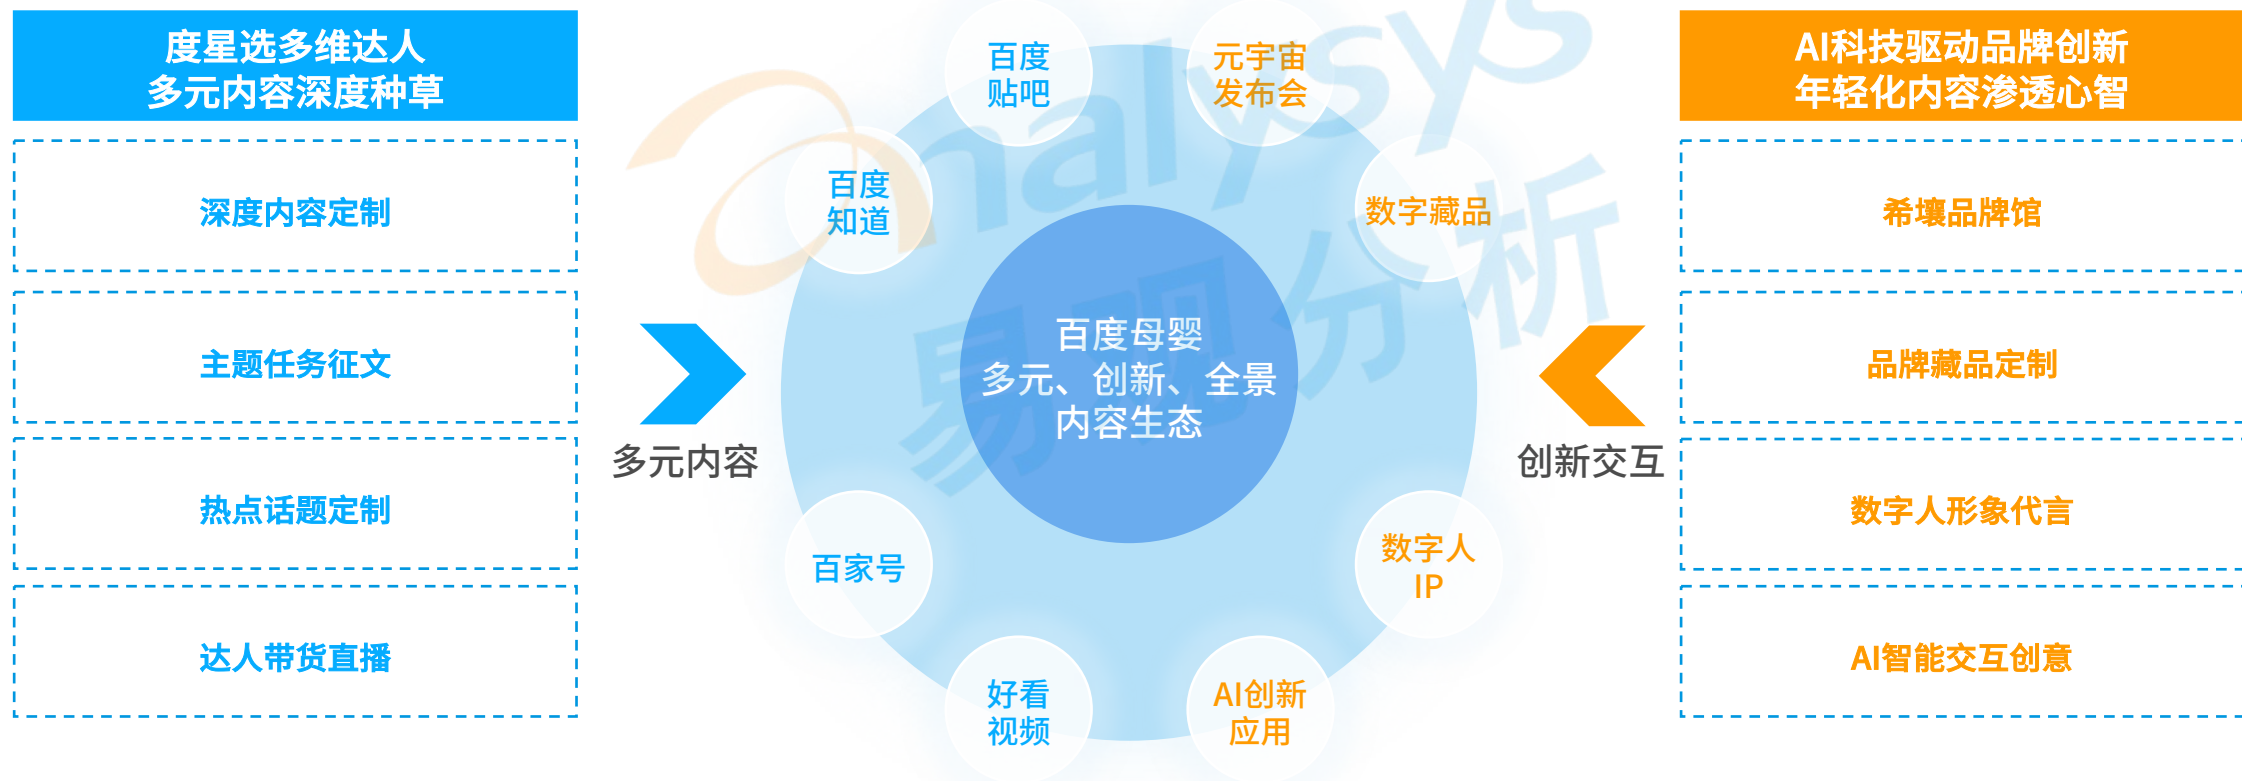 度星选多维达人
多元内容深度种草
深度内容定制
主题任务征文
热点话题定制
达人带货直播
多元内容
百度
贴吧
元宇宙
发布会
百度
知道
数字藏品
百度母婴
多元、创新、全景
内容生态
百家号
数字人
IP
好看
视频
AI创新
应用
创新交互
AI科技驱动品牌创新
年轻化内容渗透心智
希壤品牌馆
品牌藏品定制
数字人形象代言
AI智能交互创意
analysys
易观分析